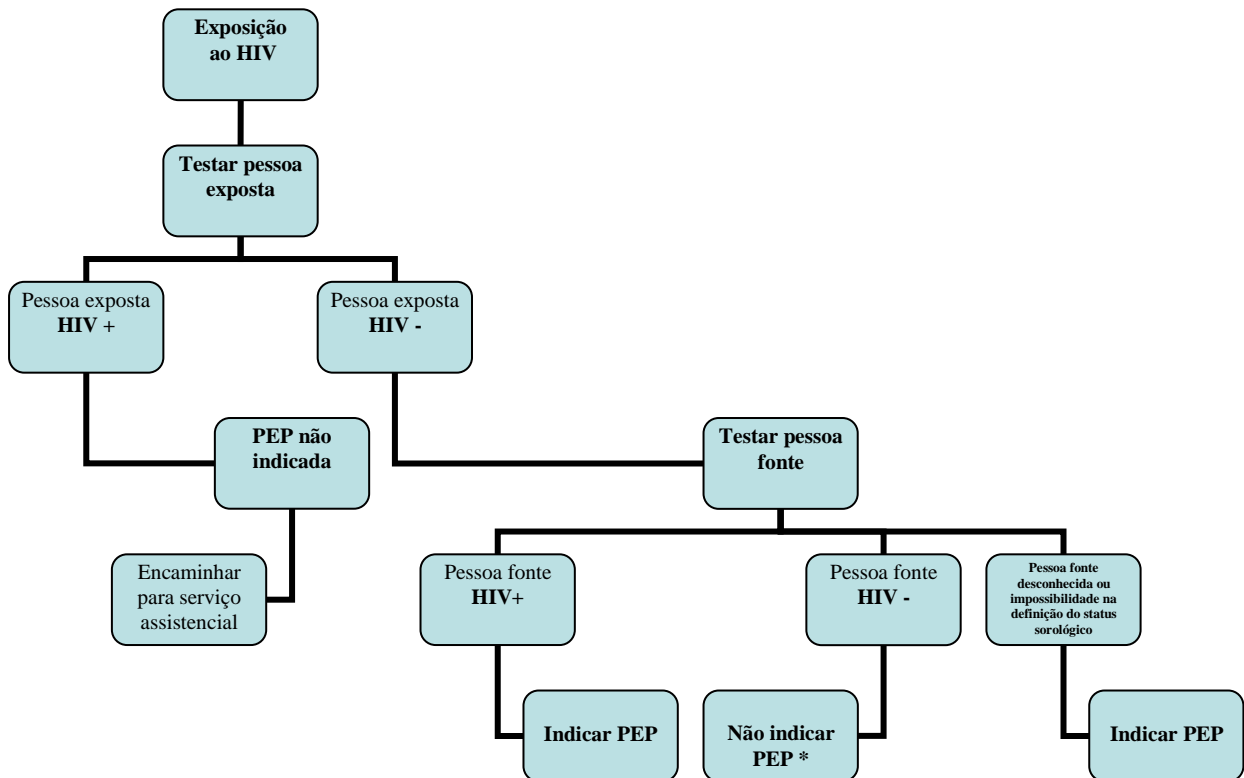 Exposição
ao HIV
Testar pessoa
exposta
Pessoa exposta
HIV +
Pessoa exposta
HIV -
PEP não
indicada
Testar pessoa
fonte
Encaminhar
para serviço
assistencial
Pessoa fonte
HIV+
Pessoa fonte
HIV -
Pessoa fonte
desconhecida ou
impossibilidade na
definição do status
sorológico
Indicar PEP
Não indicar
PEP *
Indicar PEP